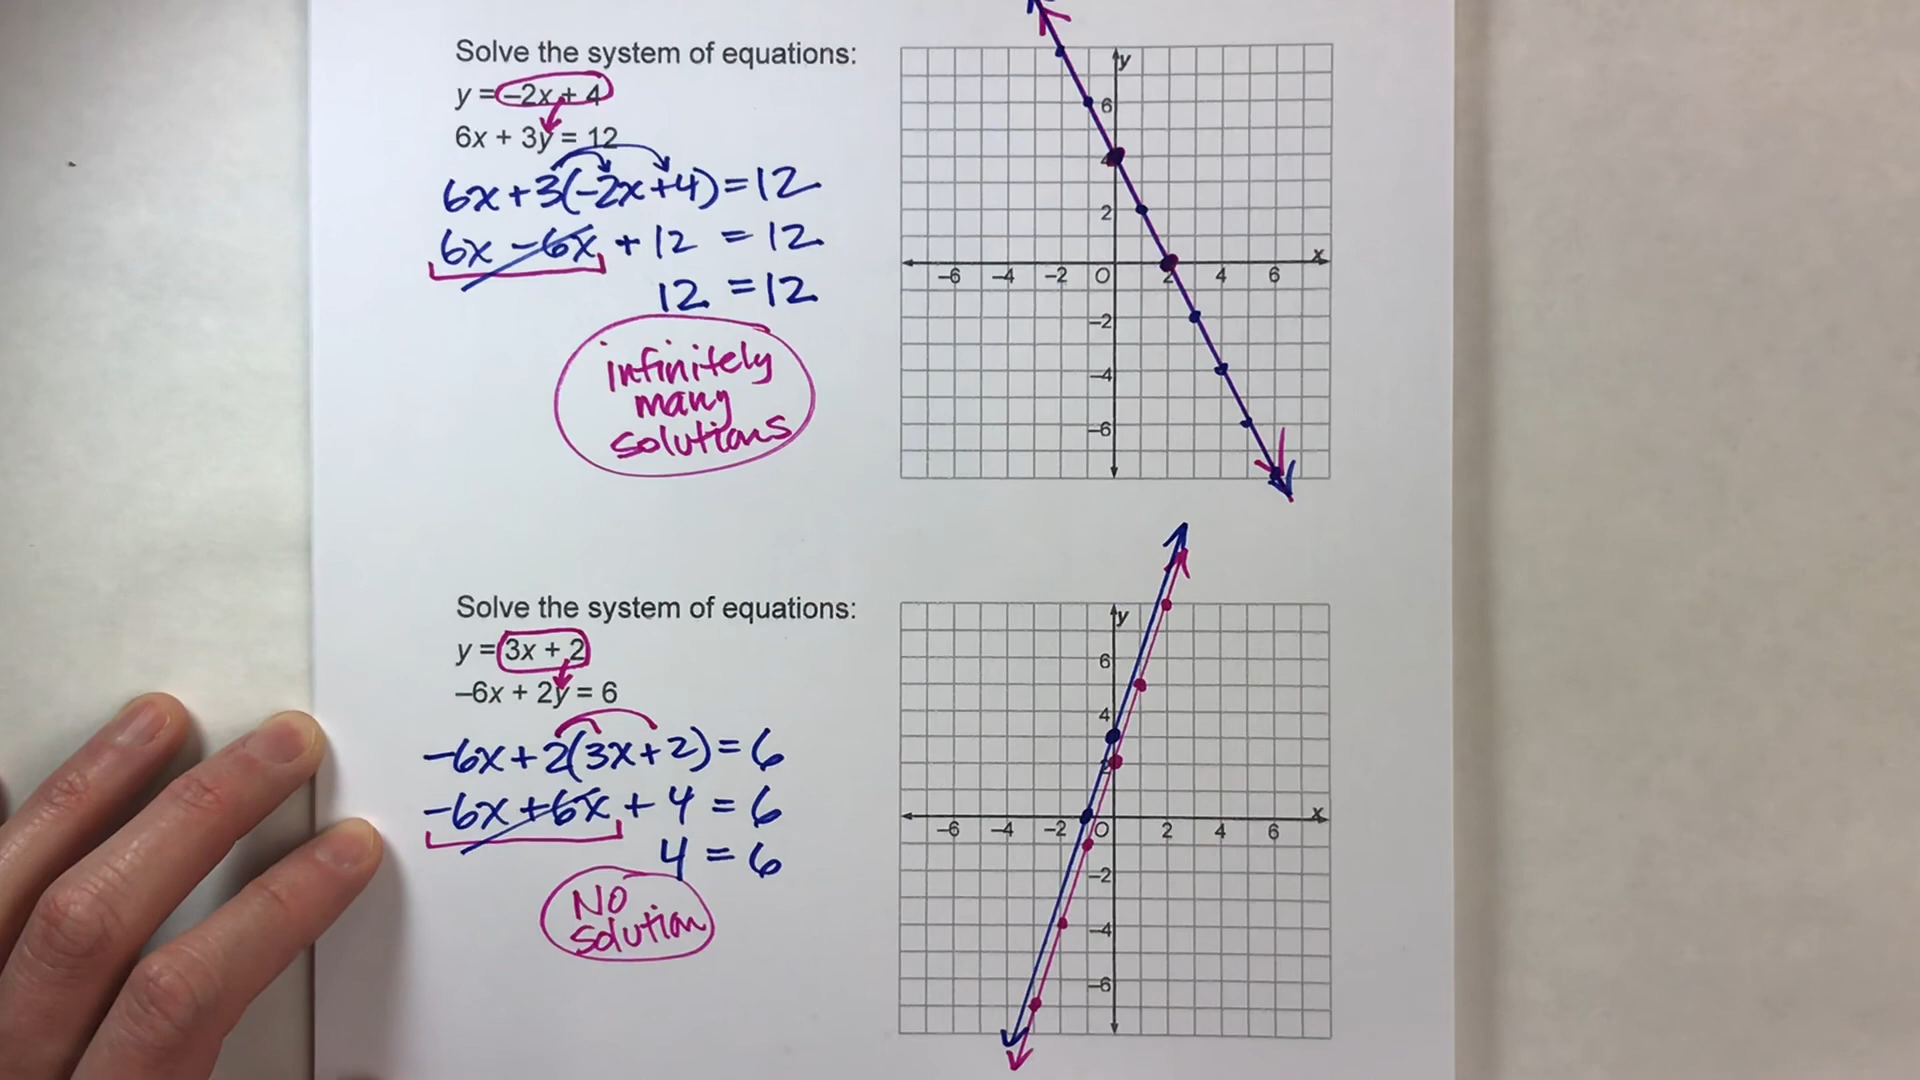 Solve the system of equations:
y = –2x + 4
6x + 3y = 12
6x + 3(-2x+4) = 12
6x - 6x + 12 = 12
12 = 12
infinitely
many
solutions
y
6
4
2
–6 –4 –2 O 2 4 6 x
–2
–4
–6
Solve the system of equations:
y = 3x + 2
–6x + 2y = 6
-6x + 2(3x+2) = 6
-6x + 6x + 4 = 6
4 = 6
NO
solution
y
6
4
2
–6 –4 –2 O 2 4 6 x
–2
–4
–6